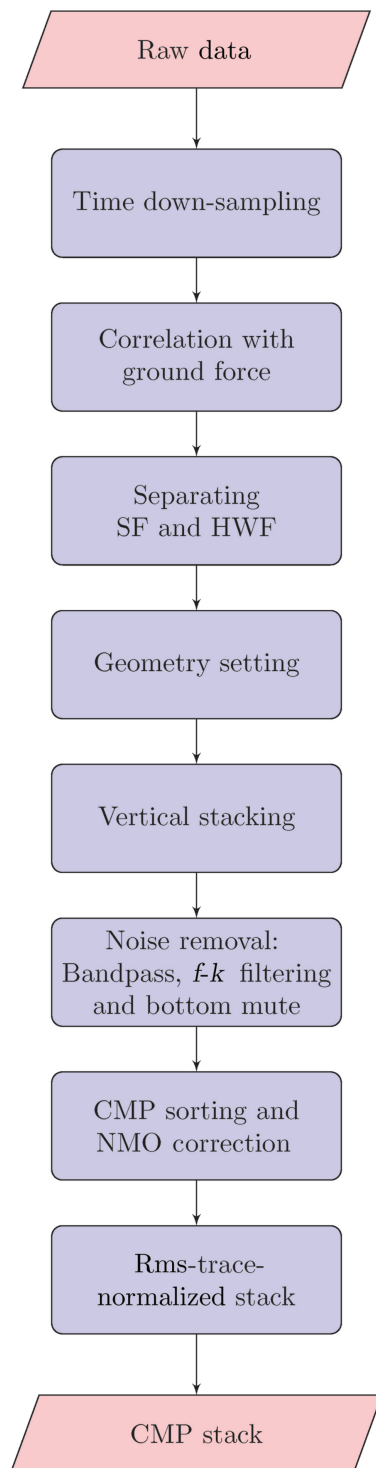 Raw data
Time down-sampling
Correlation with
ground force
Separating
SF and HWF
Geometry setting
Vertical stacking
Noise removal:
Bandpass, f-k filtering
and bottom mute
CMP sorting and
NMO correction
Rms-trace-
normalized stack
CMP stack